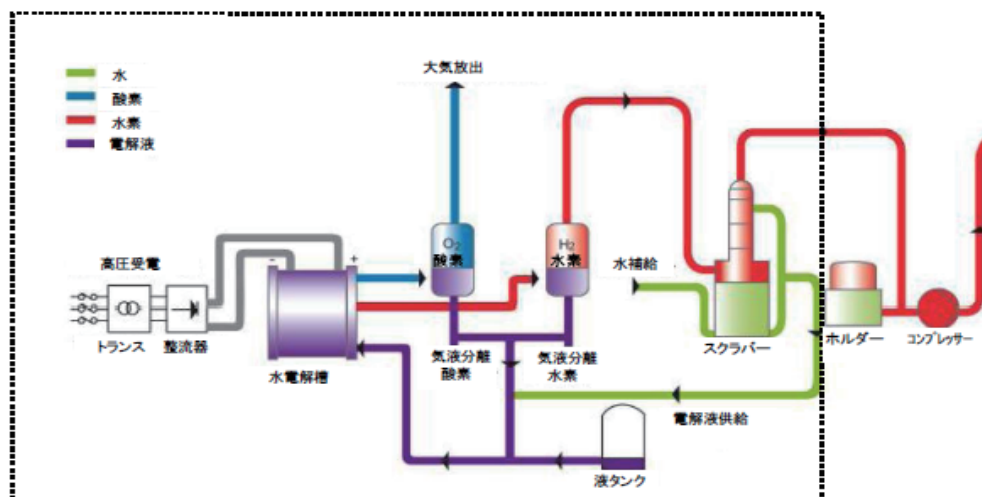 水
酸素
水素
電解液
大気放出
高圧受電
トランス
整流器
-
+
水電解槽
O2
酸素
H2
水素
気液分離
酸素
気液分離
水素
水補給
スクラバー
ホルダー
コンプレッサー
電解液供給
液タンク